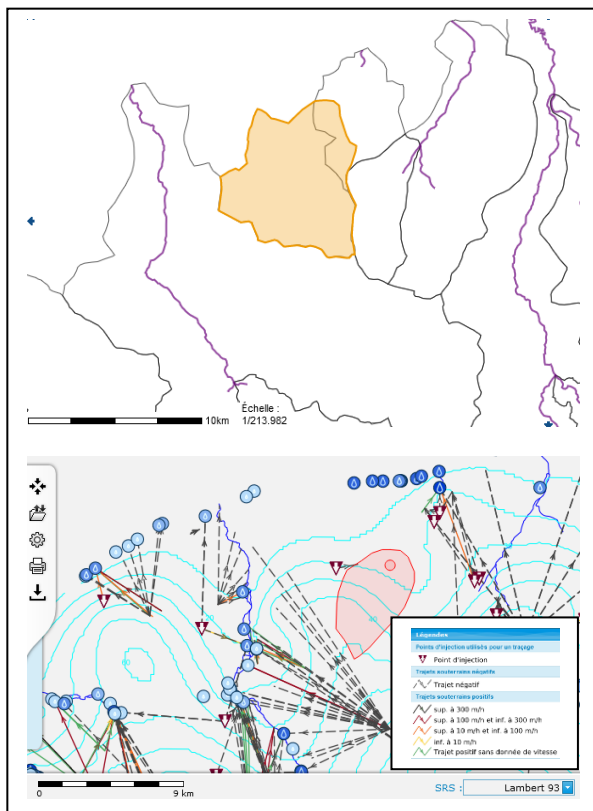 10km
Échelle :
1/213.982
Légendes
Points d'injection utilisés pour un traçage
Point d'injection
Trajets souterrains négatifs
Trajet négatif
Trajets souterrains positifs
sup. à 300 m/h
sup. à 100 m/h et inf. à 300 m/h
sup. à 10 m/h et inf. à 100 m/h
inf. à 10 m/h
Trajet positif sans donnée de vitesse
0
9 km
SRS :
Lambert 93